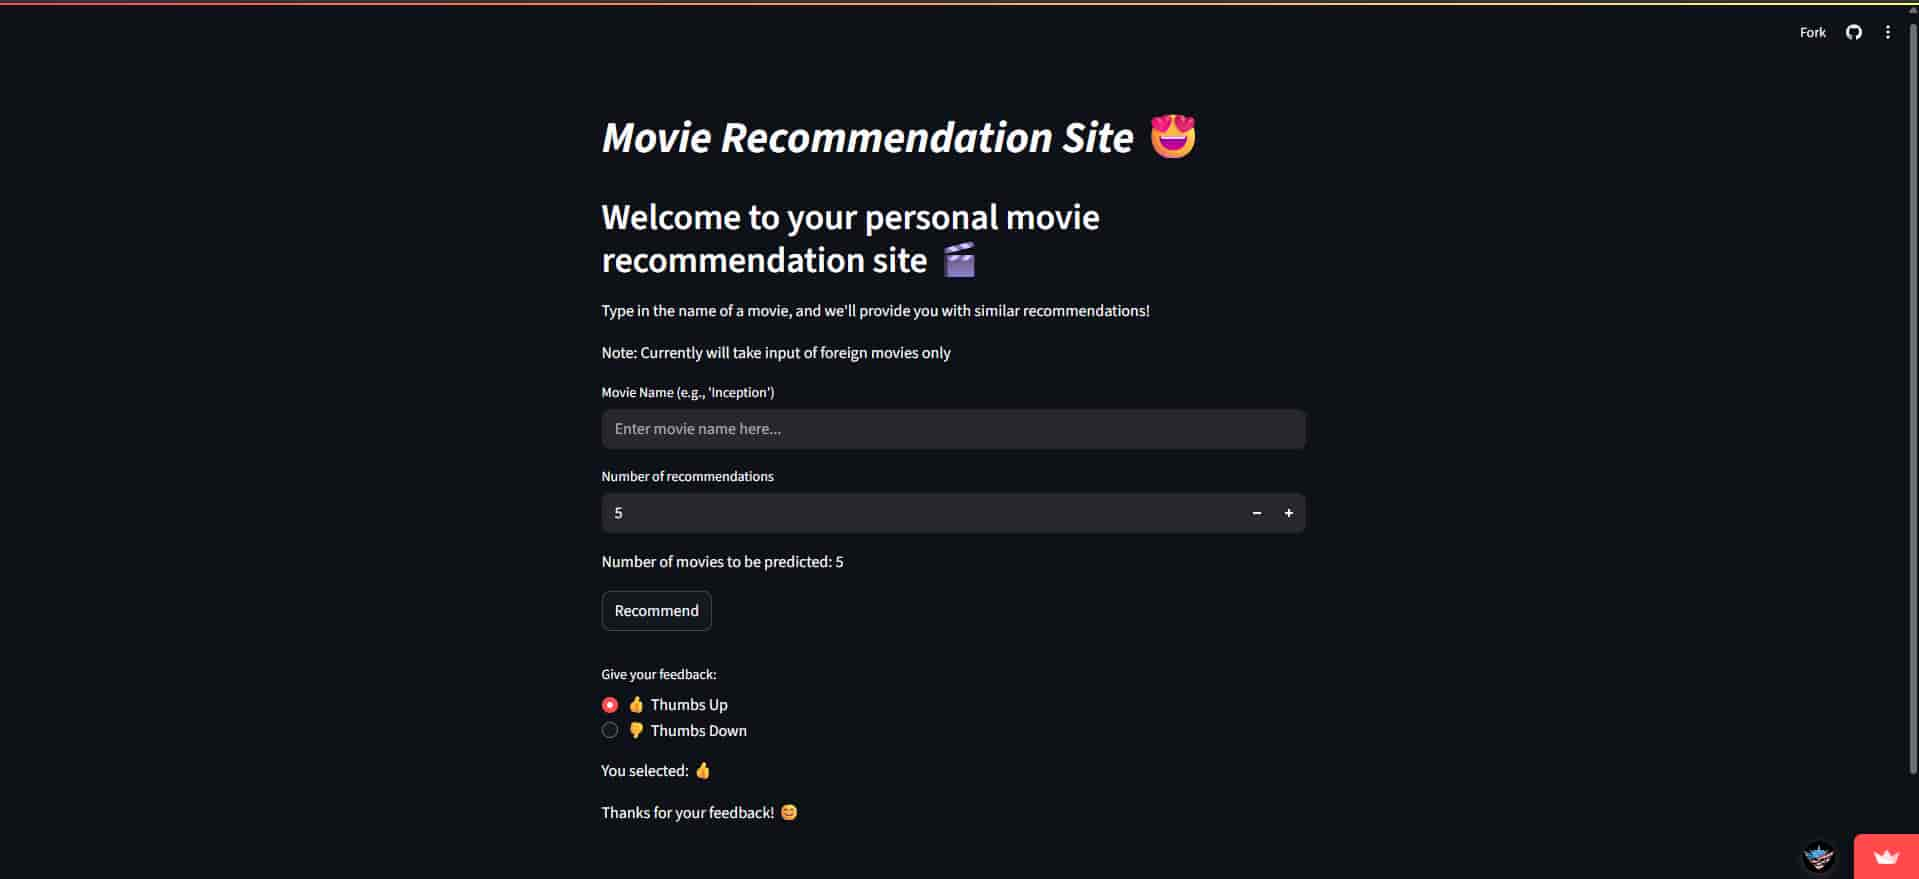 Fork
Movie Recommendation Site 😍
Welcome to your personal movie
recommendation site 🎬
Type in the name of a movie, and we'll provide you with similar recommendations!
Note: Currently will take input of foreign movies only
Movie Name (e.g., 'Inception')
Enter movie name here...
Number of recommendations
5
Number of movies to be predicted: 5
Recommend
Give your feedback:
👍 Thumbs Up
👎 Thumbs Down
You selected: 👍
Thanks for your feedback! 😊